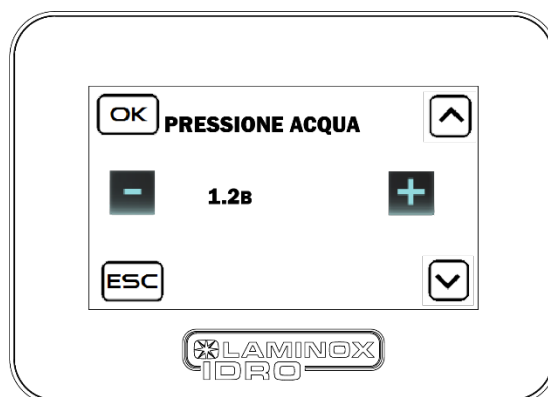 OK
PRESSIONE ACQUA
-
1.2B
+
ESC
LAMINOX
IDRO